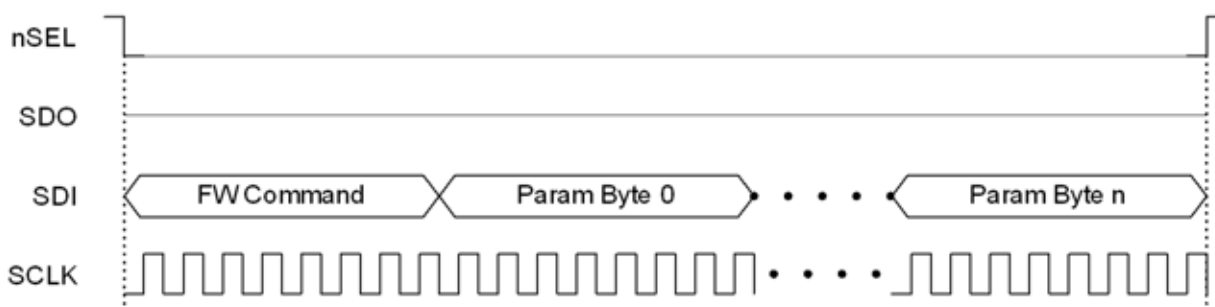 nSEL
SDO
SDI FW Command Param Byte 0 Param Byte n
SCLK